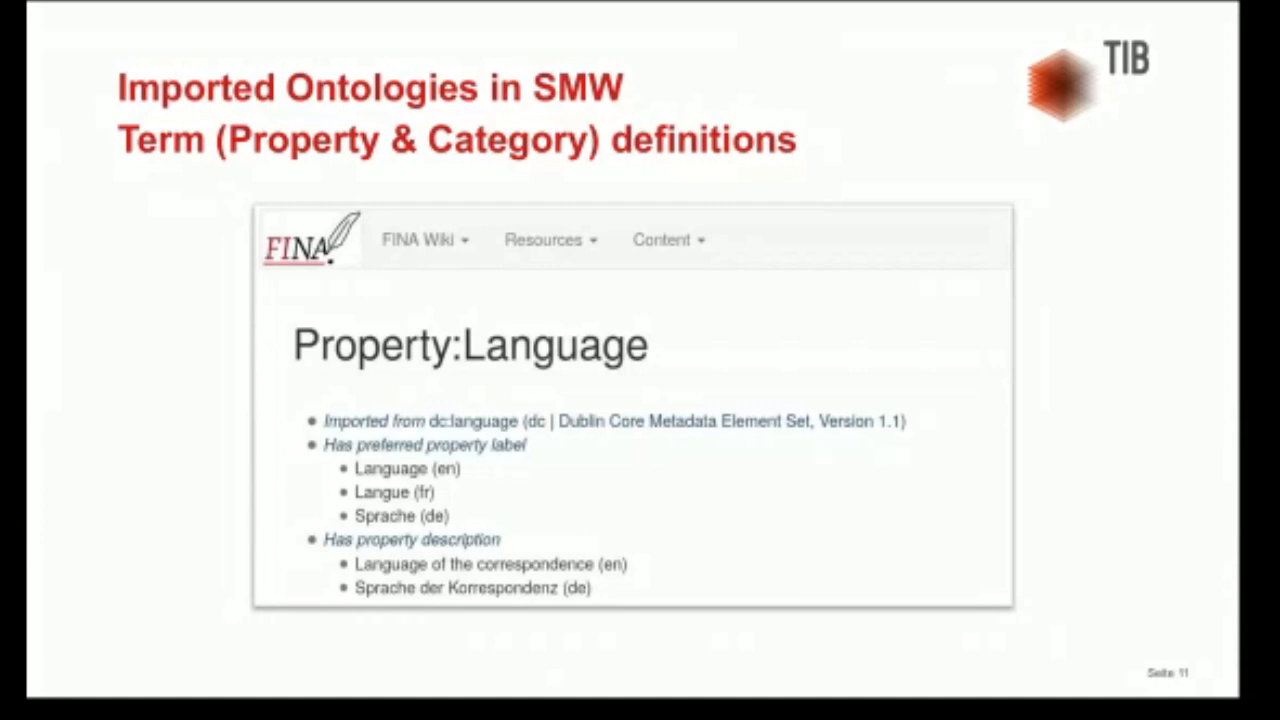 Imported Ontologies in SMW
Term (Property & Category) definitions
TIB
FINA
FINA Wiki
Resources
Content
Property:Language
Imported from dc:language (dc | Dublin Core Metadata Element Set, Version 1.1)
Has preferred property label
Language (en)
Langue (fr)
Sprache (de)
Has property description
Language of the correspondence (en)
Sprache der Korrespondenz (de)
Seite 11